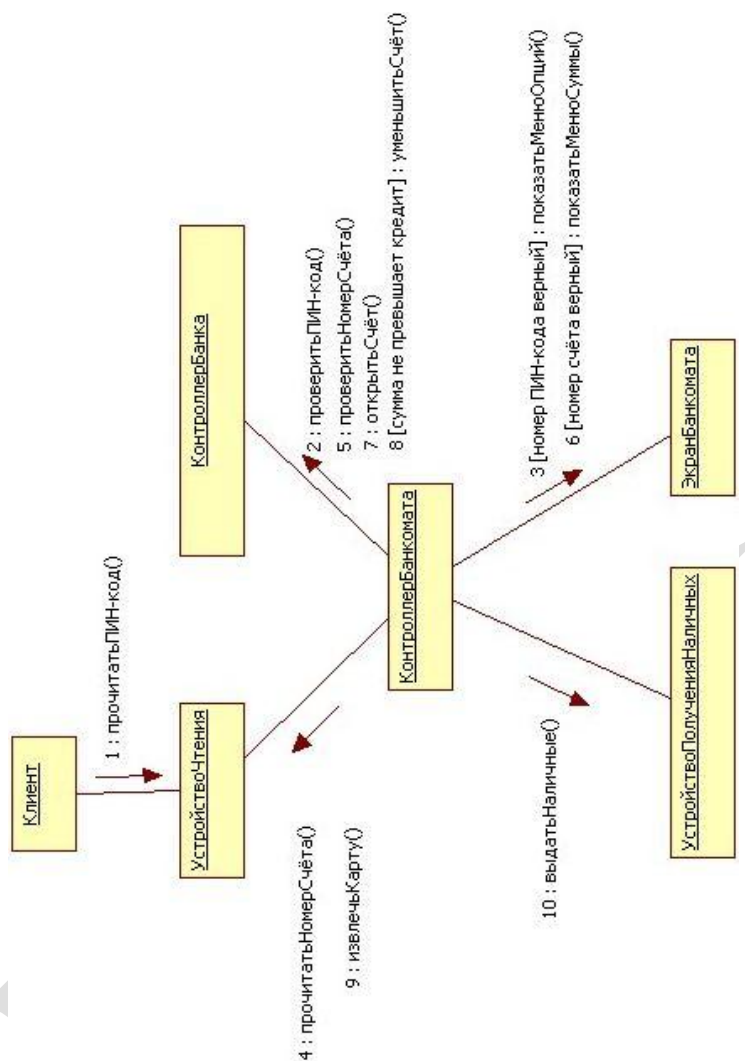 Клиент
1 : прочитатьПИН-код()
УстройствоЧтения
КонтроллерБанка
2 : проверитьПИН-код()
5 : проверитьНомерСчёта()
7 : открытьСчёт()
8 [сумма не превышает кредит] : уменьшитьСчёт()
4 : прочитатьНомерСчёта()
9 : извлечьКарту()
КонтроллерБанкомата
3 [номер ПИН-кода верный] : показатьМенюОпций()
6 [номер счёта верный] : показатьМенюСуммы()
10 : выдатьНаличные()
УстройствоПолученияНаличных
ЭкранБанкомата